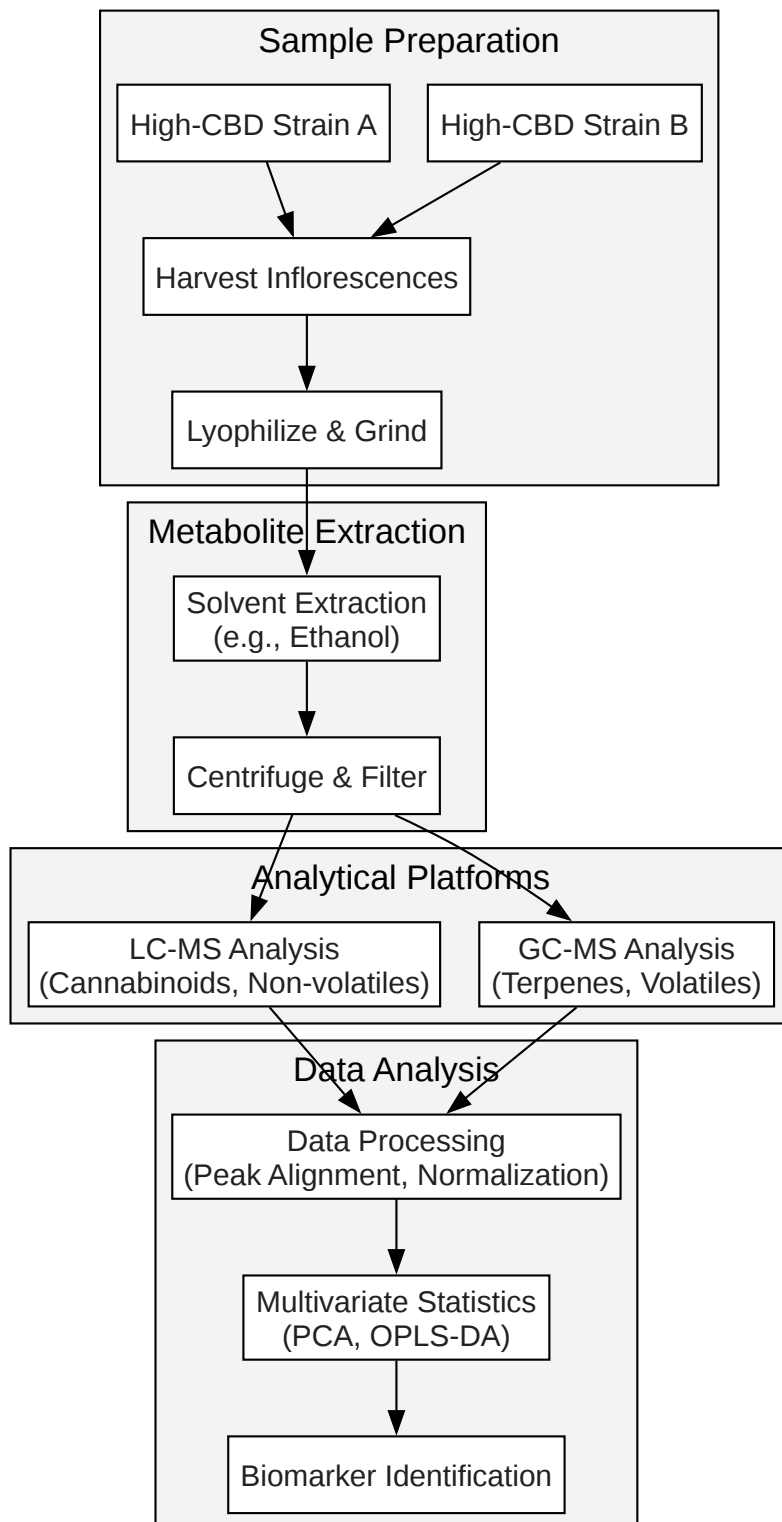 Sample Preparation
High-CBD Strain A
High-CBD Strain B
Harvest Inflorescences
Lyophilize & Grind
Metabolite Extraction
Solvent Extraction
(e.g., Ethanol)
Centrifuge & Filter
Analytical Platforms
LC-MS Analysis
(Cannabinoids, Non-volatiles)
GC-MS Analysis
(Terpenes, Volatiles)
Data Analysis
Data Processing
(Peak Alignment, Normalization)
Multivariate Statistics
(PCA, OPLS-DA)
Biomarker Identification